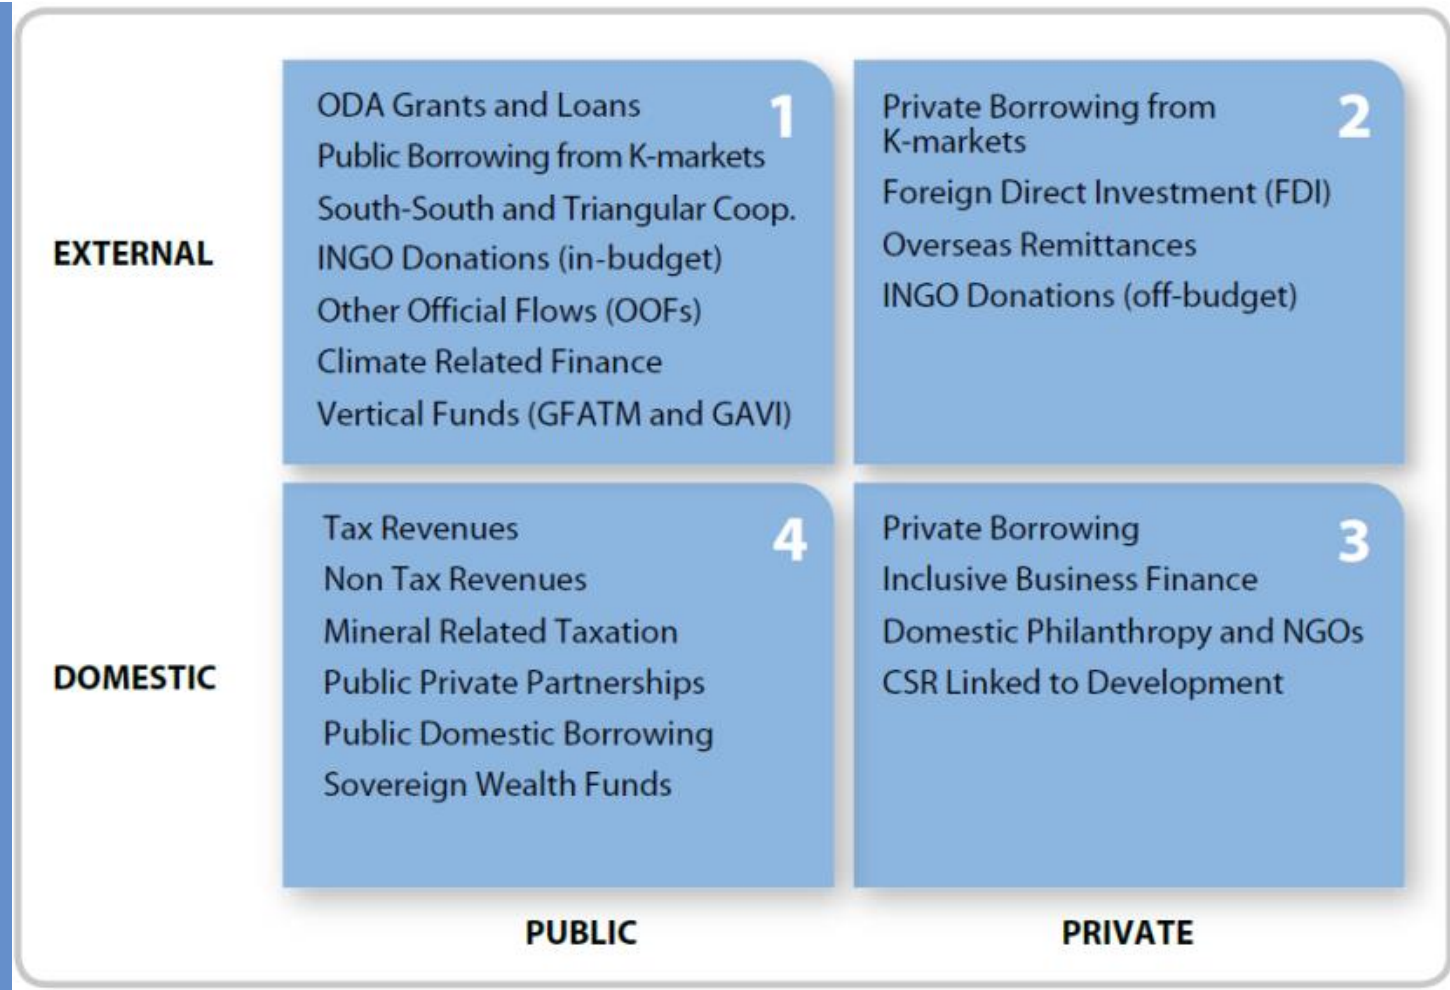 EXTERNAL
1
ODA Grants and Loans
Public Borrowing from K-markets
South-South and Triangular Coop.
INGO Donations (in-budget)
Other Official Flows (OOFs)
Climate Related Finance
Vertical Funds (GFATM and GAVI)
2
Private Borrowing from
K-markets
Foreign Direct Investment (FDI)
Overseas Remittances
INGO Donations (off-budget)
DOMESTIC
4
Tax Revenues
Non Tax Revenues
Mineral Related Taxation
Public Private Partnerships
Public Domestic Borrowing
Sovereign Wealth Funds
3
Private Borrowing
Inclusive Business Finance
Domestic Philanthropy and NGOs
CSR Linked to Development
PUBLIC
PRIVATE